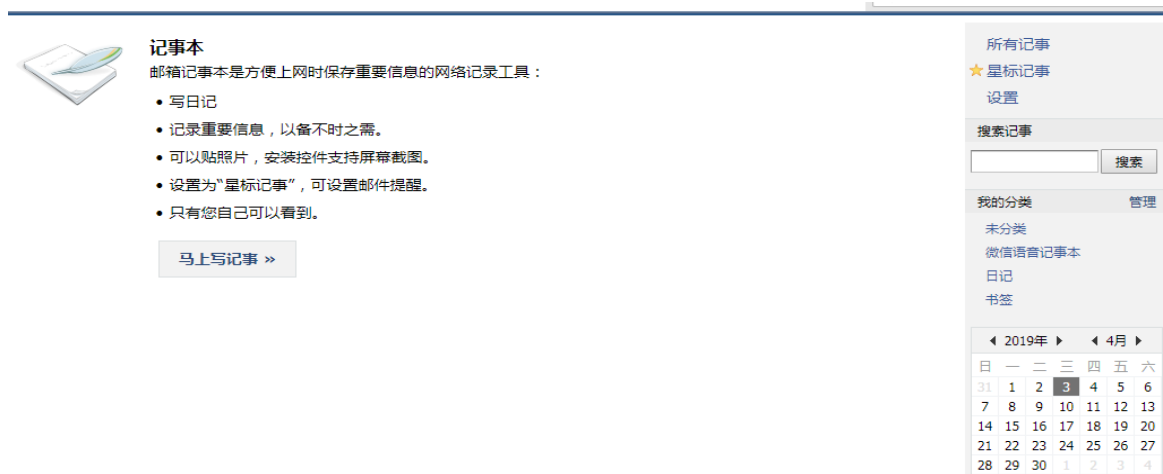 记事本
邮箱记事本是方便上网时保存重要信息的网络记录工具：
• 写日记
• 记录重要信息，以备不时之需。
• 可以贴照片，安装控件支持屏幕截图。
• 设置为“星标记事”，可设置邮件提醒。
• 只有您自己可以看到。
马上写记事 »
所有记事
星标记事
设置
搜索记事
搜索
我的分类 管理
未分类
微信语音记事本
日记
书签
2019年 4月
日 一 二 三 四 五 六
31 1 2 3 4 5 6
7 8 9 10 11 12 13
14 15 16 17 18 19 20
21 22 23 24 25 26 27
28 29 30 1 2 3 4